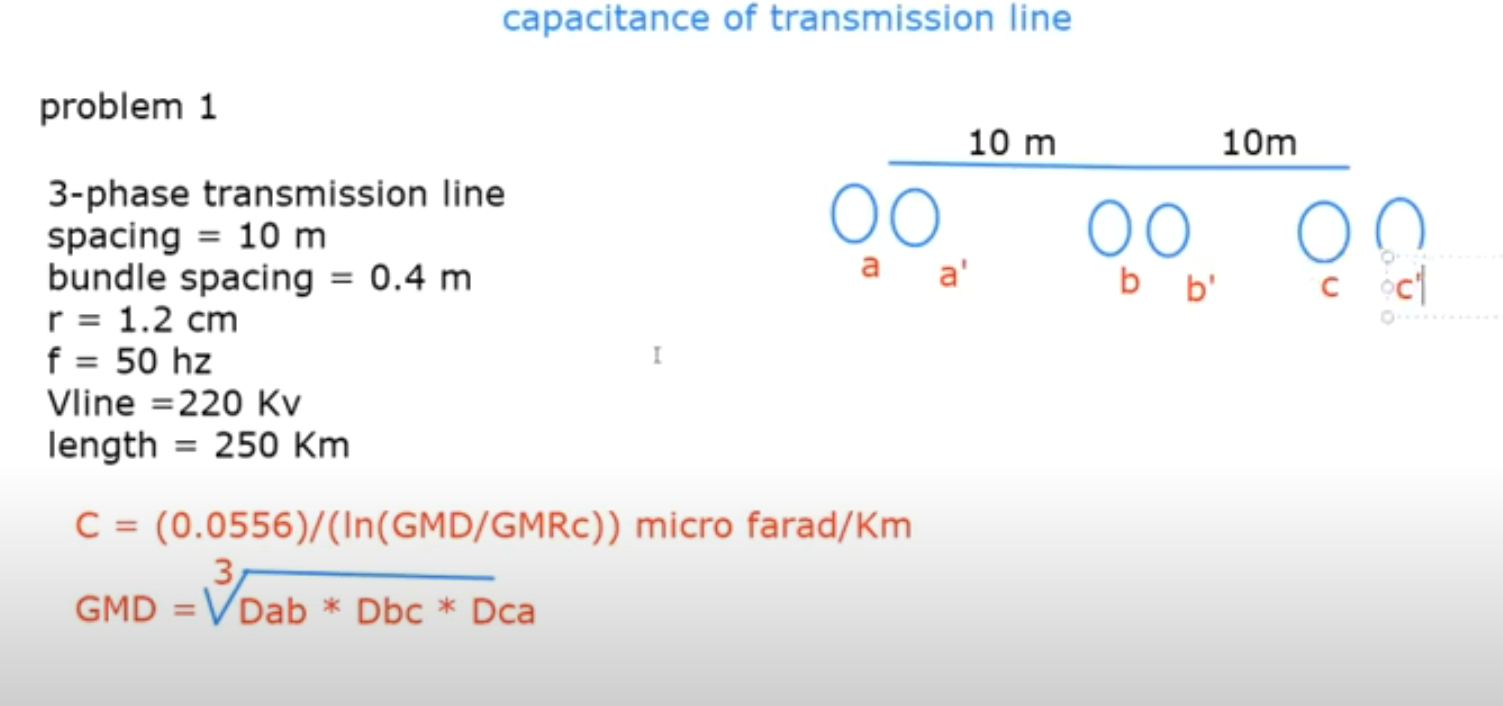 capacitance of transmission line
problem 1
10 m 10m
3-phase transmission line
spacing = 10 m
bundle spacing = 0.4 m
r = 1.2 cm
f = 50 hz
Vline =220 Kv
length = 250 Km
a a' b b' c c'
C = (0.0556)/(ln(GMD/GMRc)) micro farad/Km
3
GMD = √Dab * Dbc * Dca